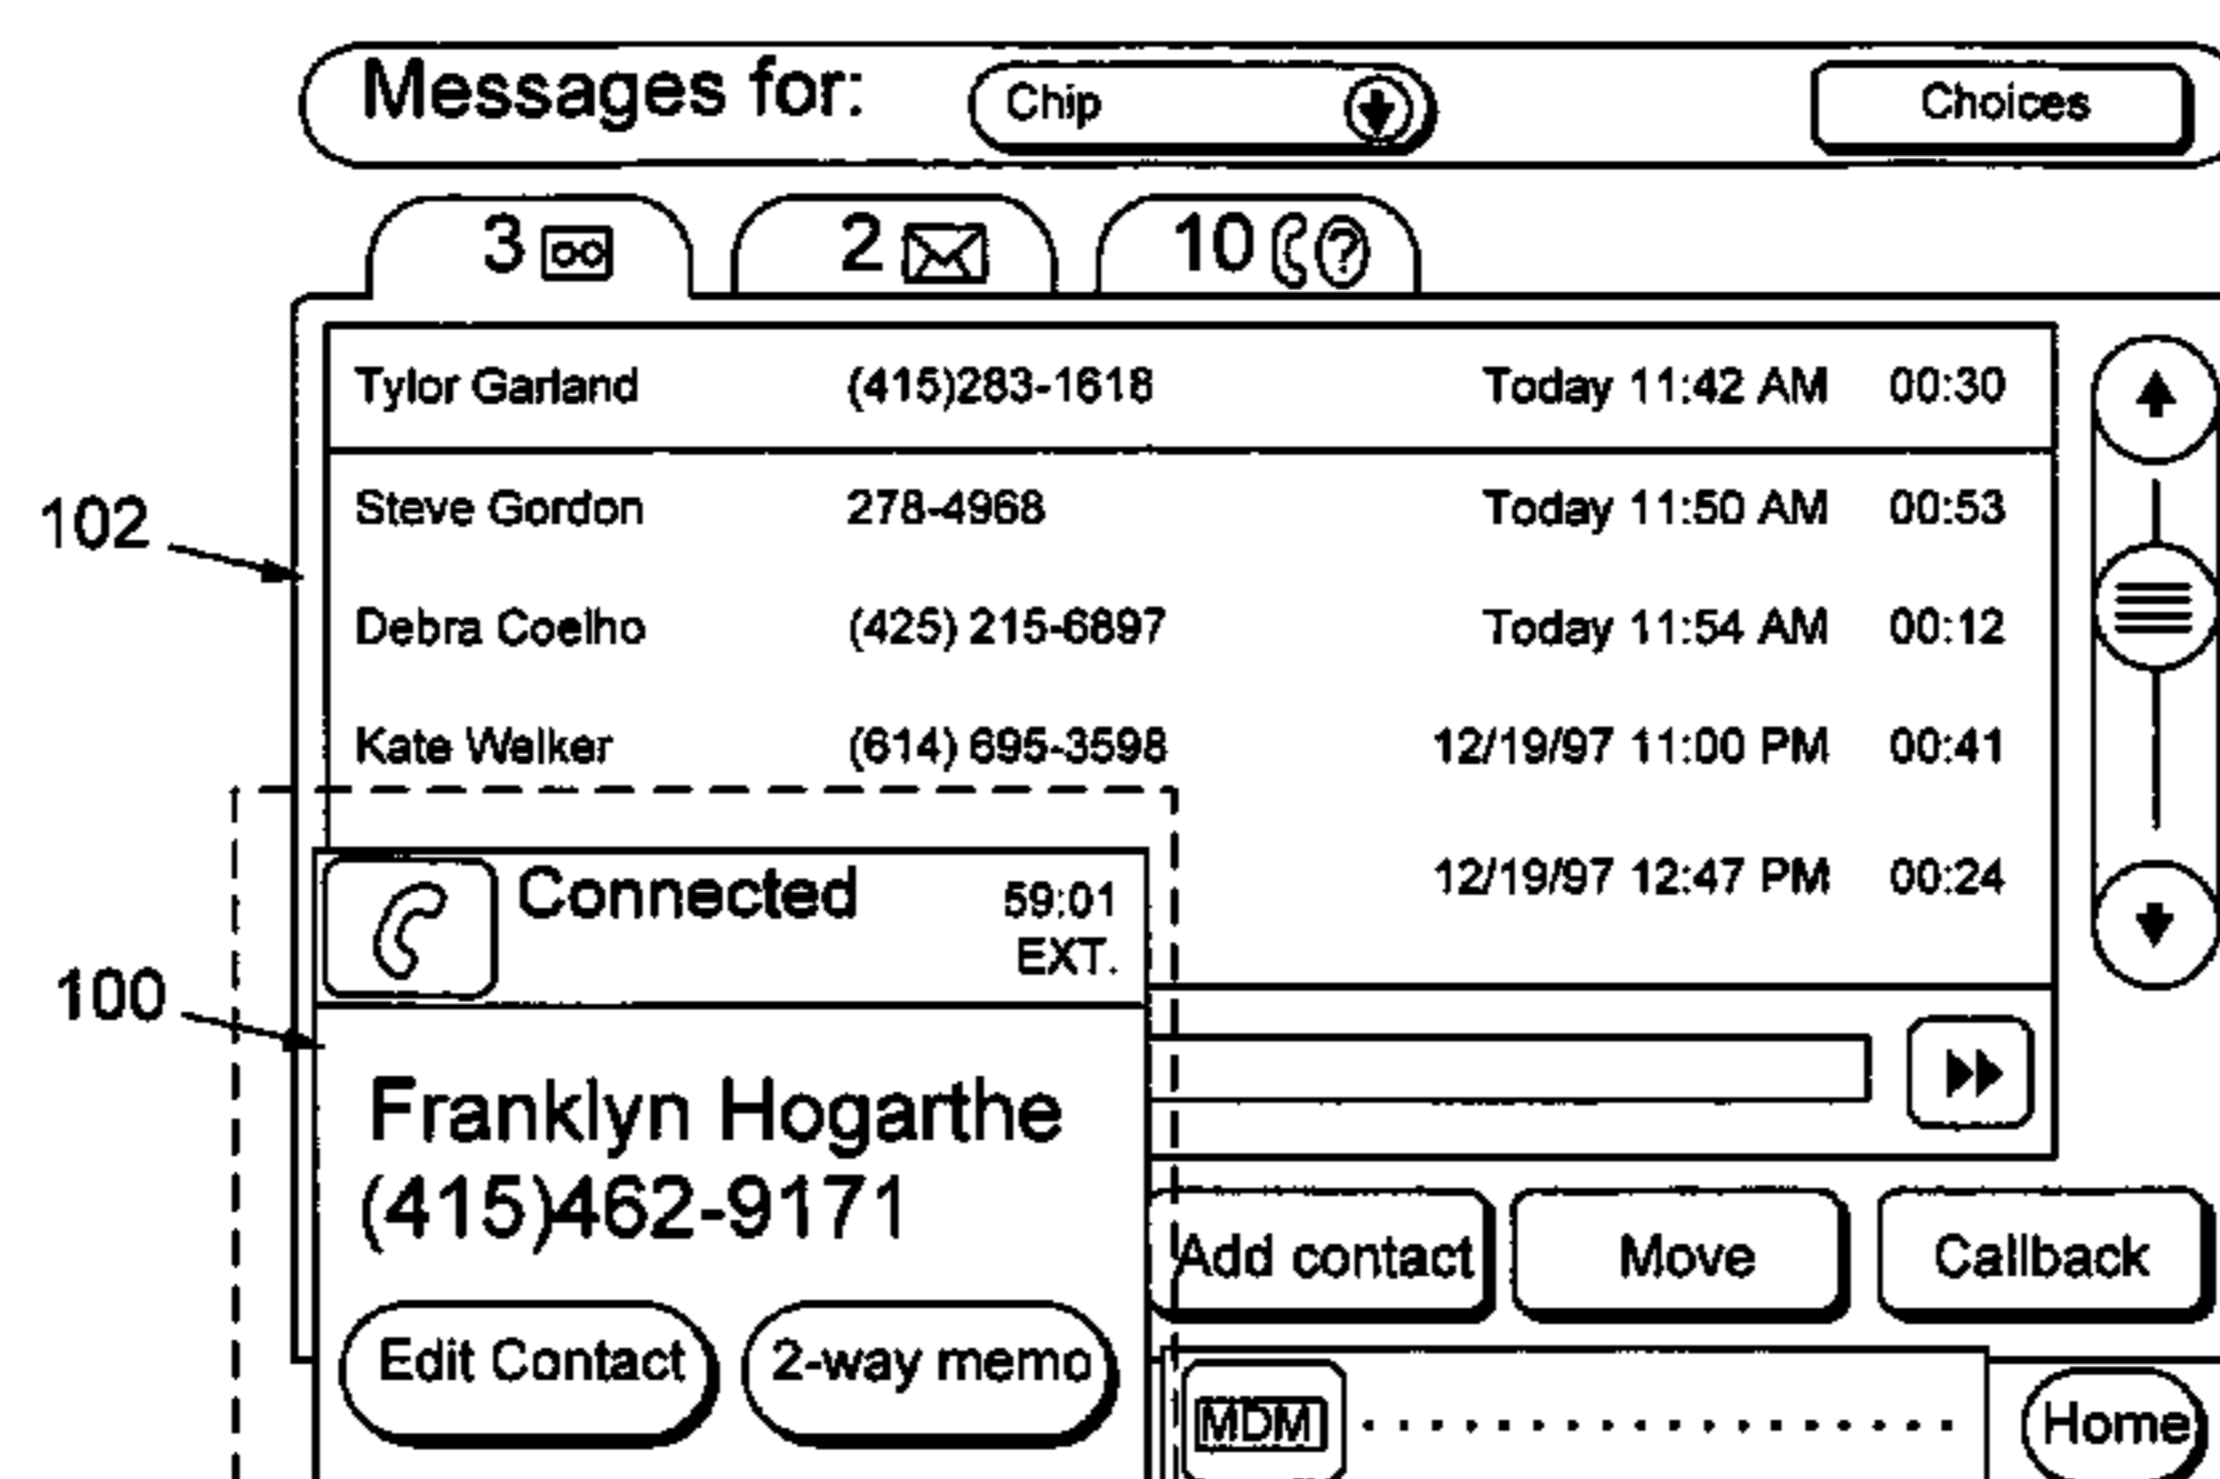 Messages for: Chip Choices
3 2 10 ?
Tylor Garland (415)283-1618 Today 11:42 AM 00:30
Steve Gordon 278-4968 Today 11:50 AM 00:53
102
Debra Coelho (425) 215-6897 Today 11:54 AM 00:12
Kate Welker (614) 695-3598 12/19/97 11:00 PM 00:41
12/19/97 12:47 PM 00:24
Connected 59:01
EXT.
100
Franklyn Hogarthe
(415)462-9171
Add contact Move Callback
Edit Contact 2-way memo
MDM Home